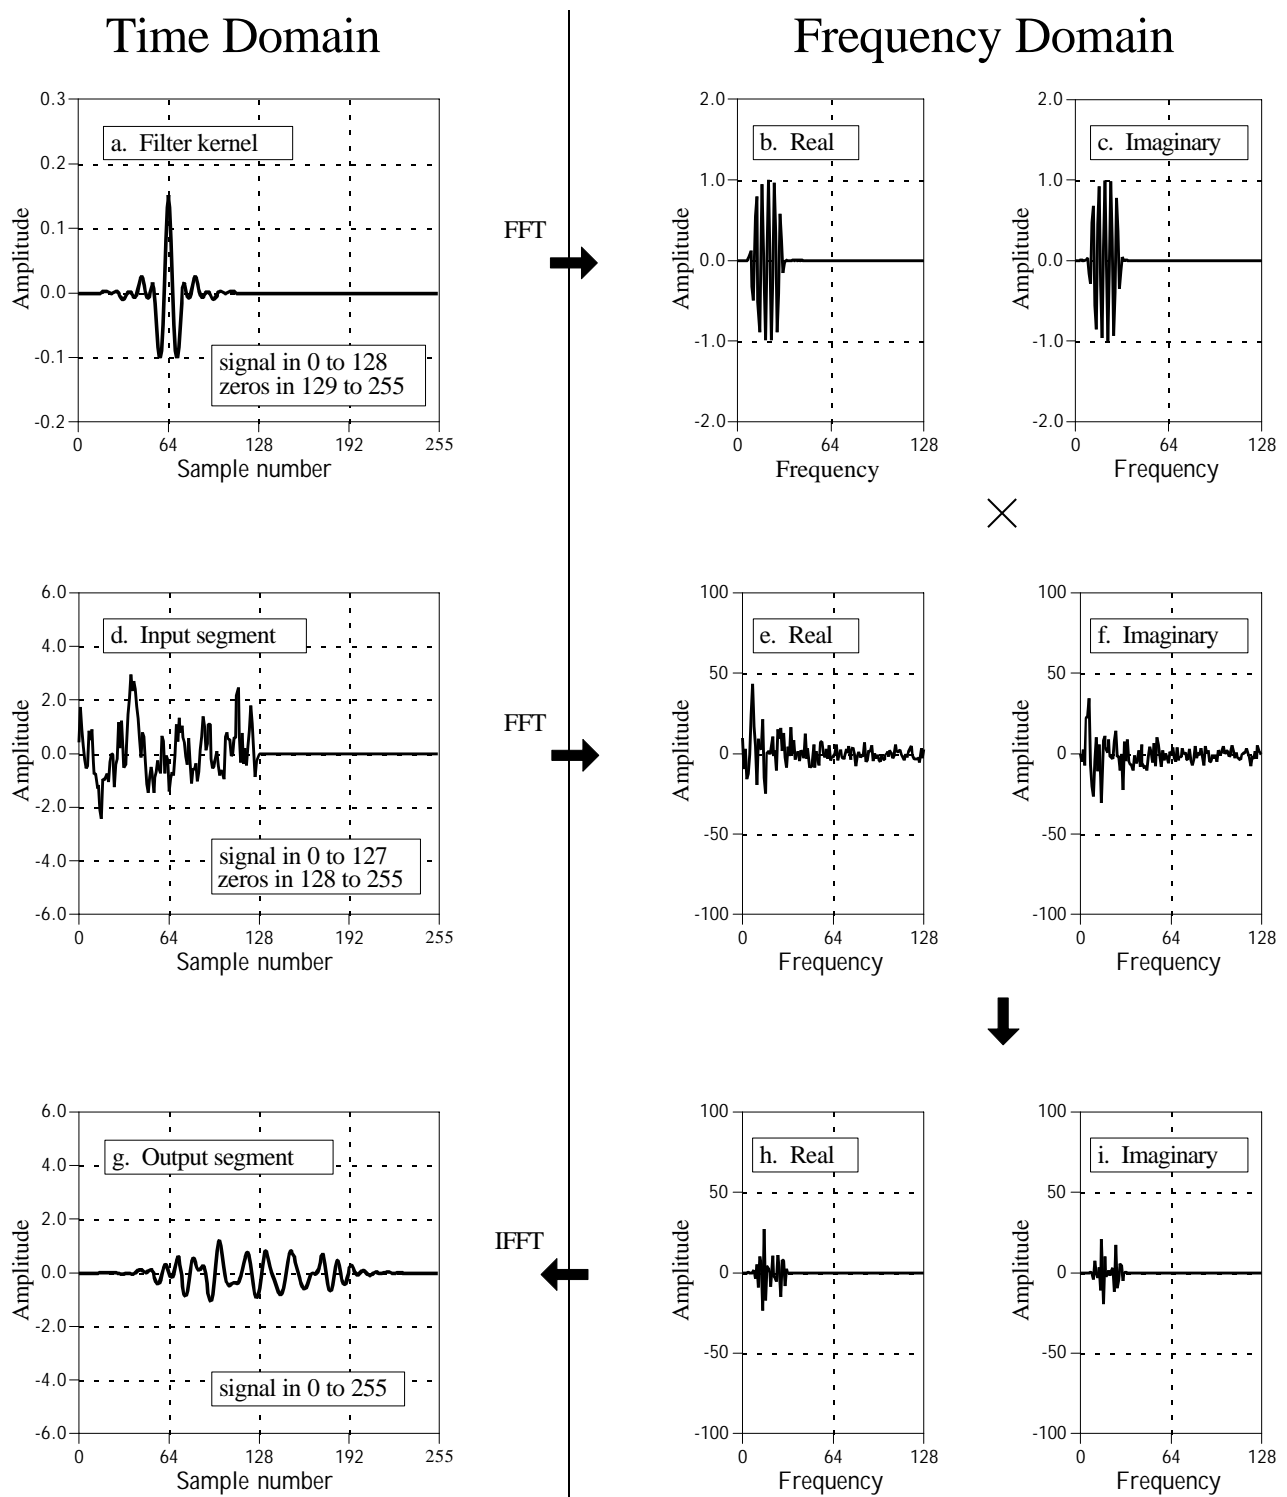 Time Domain
Frequency Domain
0.3
0.2
0.1
0.0
-0.1
-0.2
Amplitude
a. Filter kernel
signal in 0 to 128
zeros in 129 to 255
0 64 128 192 255
Sample number
FFT
2.0
1.0
0.0
-1.0
-2.0
Amplitude
b. Real
0 64 128
Frequency
2.0
1.0
0.0
-1.0
-2.0
Amplitude
c. Imaginary
0 64 128
Frequency
×
6.0
4.0
2.0
0.0
-2.0
-4.0
-6.0
Amplitude
d. Input segment
signal in 0 to 127
zeros in 128 to 255
0 64 128 192 255
Sample number
FFT
100
50
0
-50
-100
Amplitude
e. Real
0 64 128
Frequency
100
50
0
-50
-100
Amplitude
f. Imaginary
0 64 128
Frequency
6.0
4.0
2.0
0.0
-2.0
-4.0
-6.0
Amplitude
g. Output segment
signal in 0 to 255
0 64 128 192 255
Sample number
IFFT
100
50
0
-50
-100
Amplitude
h. Real
0 64 128
Frequency
100
50
0
-50
-100
Amplitude
i. Imaginary
0 64 128
Frequency